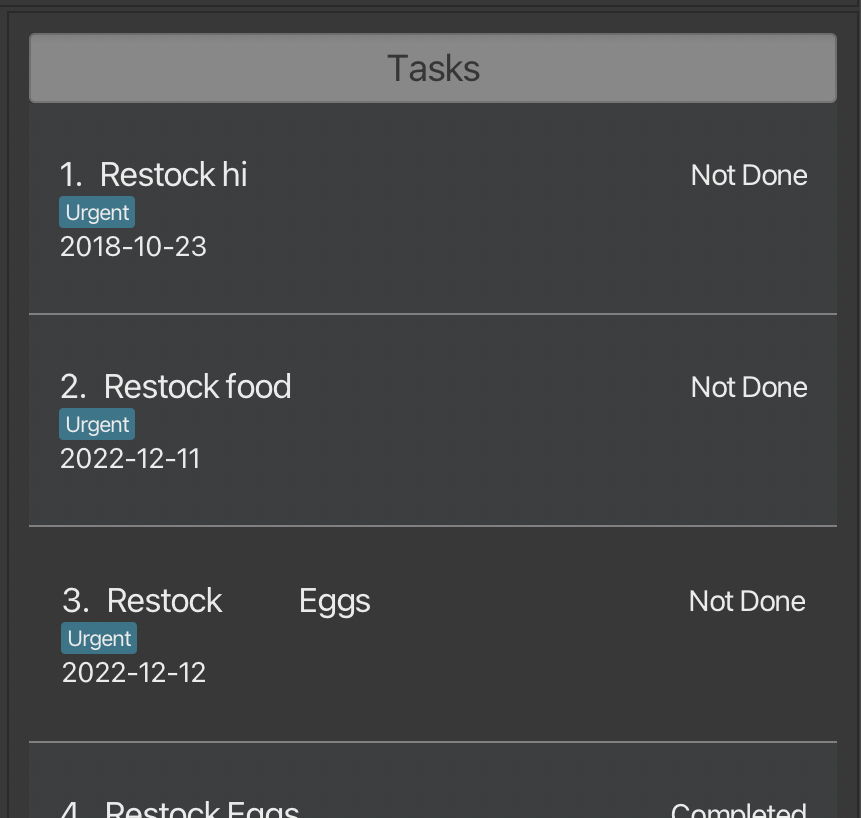 Tasks
1. Restock hi Not Done
Urgent
2018-10-23
2. Restock food Not Done
Urgent
2022-12-11
3. Restock Eggs Not Done
Urgent
2022-12-12
4. Restock Eggs Completed